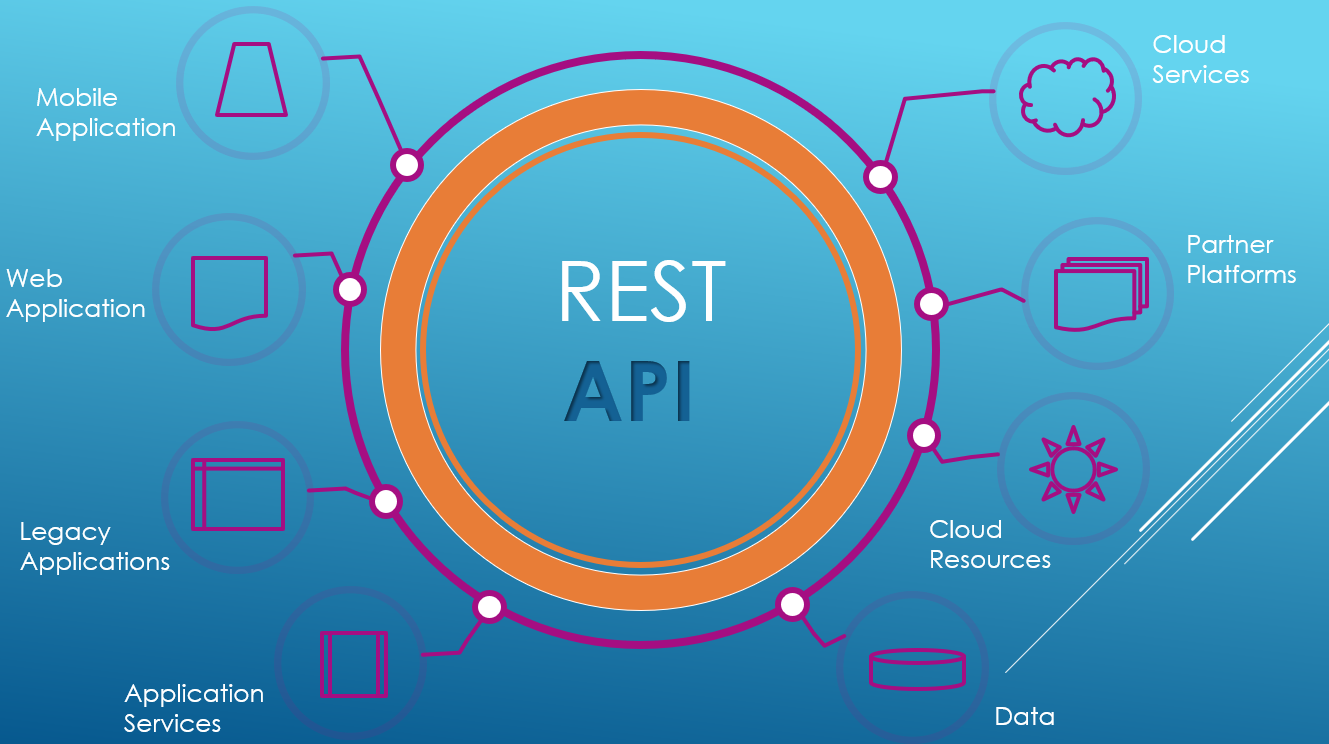 Mobile
Application
Web
Application
Legacy
Applications
Application
Services
REST
API
Cloud
Services
Partner
Platforms
Cloud
Resources
Data